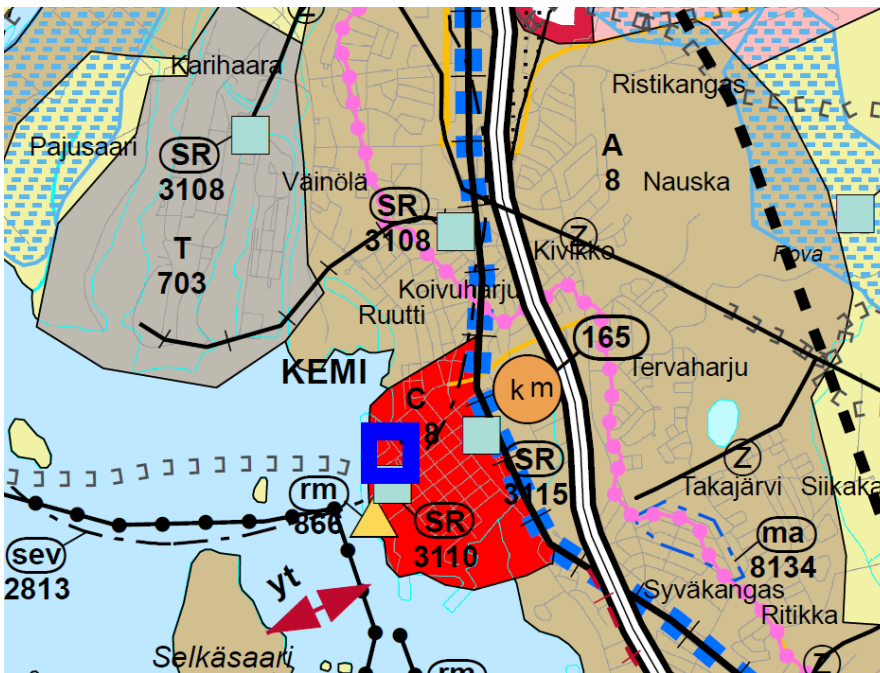 Z
Karihaara
Ristikangas
Pajusaari
SR
3108
A
8
Nauska
Väinölä
SR
3108
Z
Kivikko
Rova
T
703
Koivuharju
Ruutti
165
KEMI
km
Tervaharju
C
8
SR
3115
Z
Takajärvi
Siikaka
rm
866
SR
3110
ma
8134
sev
2813
yt
Syväkangas
Ritikka
Selkäsaari
rm
Z